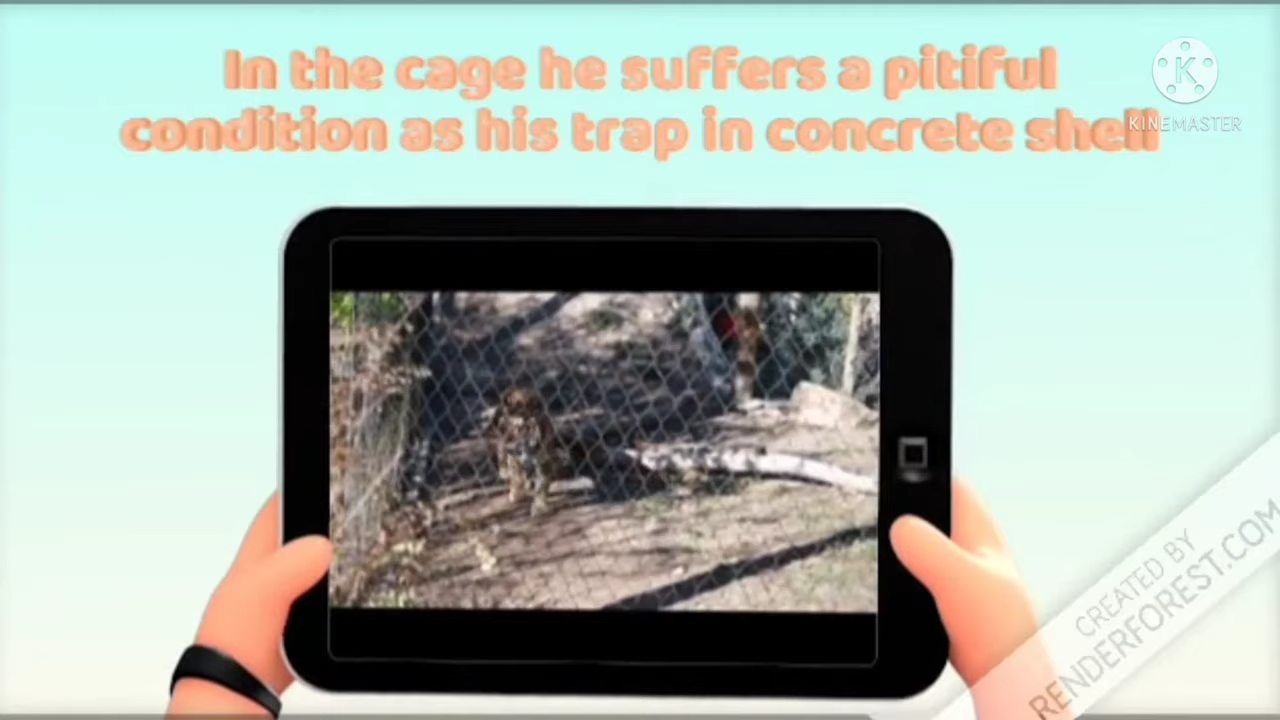 In the cage he suffers a pitiful
condition as his trap in concrete shell
K
KINEMASTER
CREATED BY
RENDERFOREST.COM